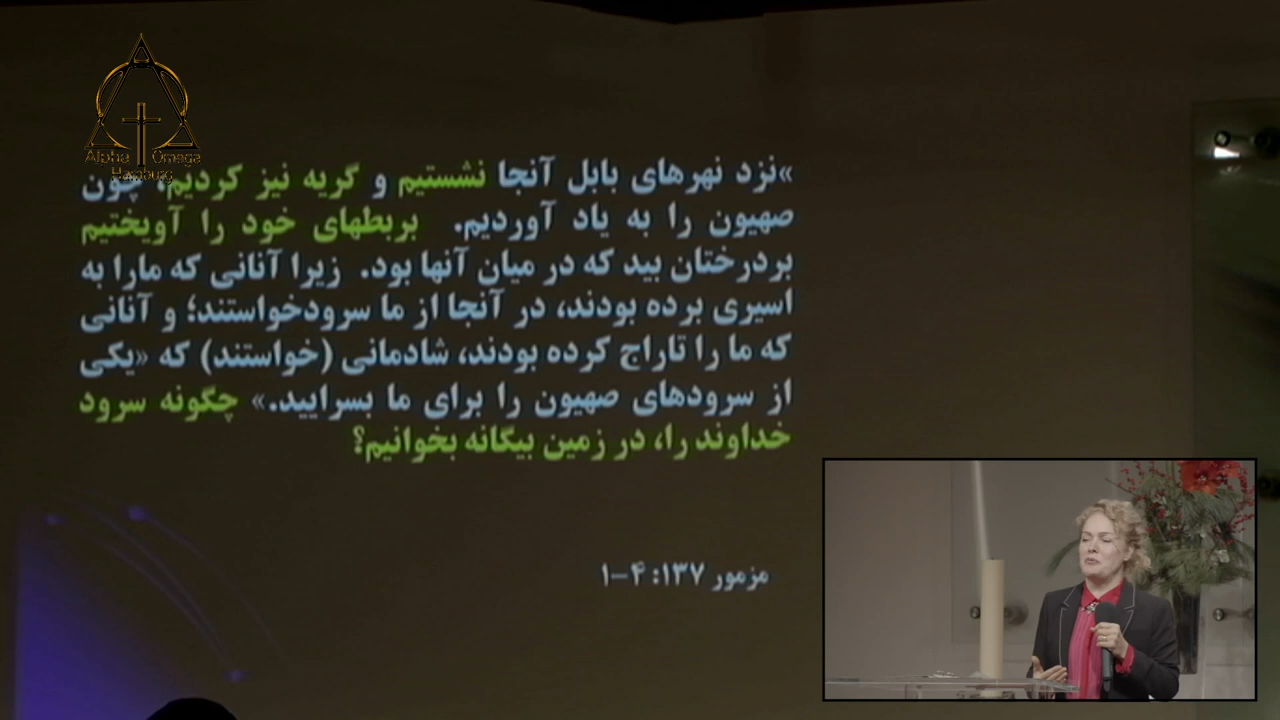 Alpha Omega
Hamburg
»نزد نهرهای بابل آنجا نشستیم و گریه نیز کردیم، چون
صهیون را به یاد آوردیم. بربطهای خود را آویختیم
بردرختان بید که در میان آنها بود. زیرا آنانی که مارا به
اسیری برده بودند، در آنجا از ما سرودخواستند؛ و آنانی
که ما را تاراج کرده بودند، شادمانی (خواستند) که «یکی
از سرودهای صهیون را برای ما بسرایید.» چگونه سرود
خداوند را، در زمین بیگانه بخوانیم؟
مزمور ۱۳۷: ۴–۱